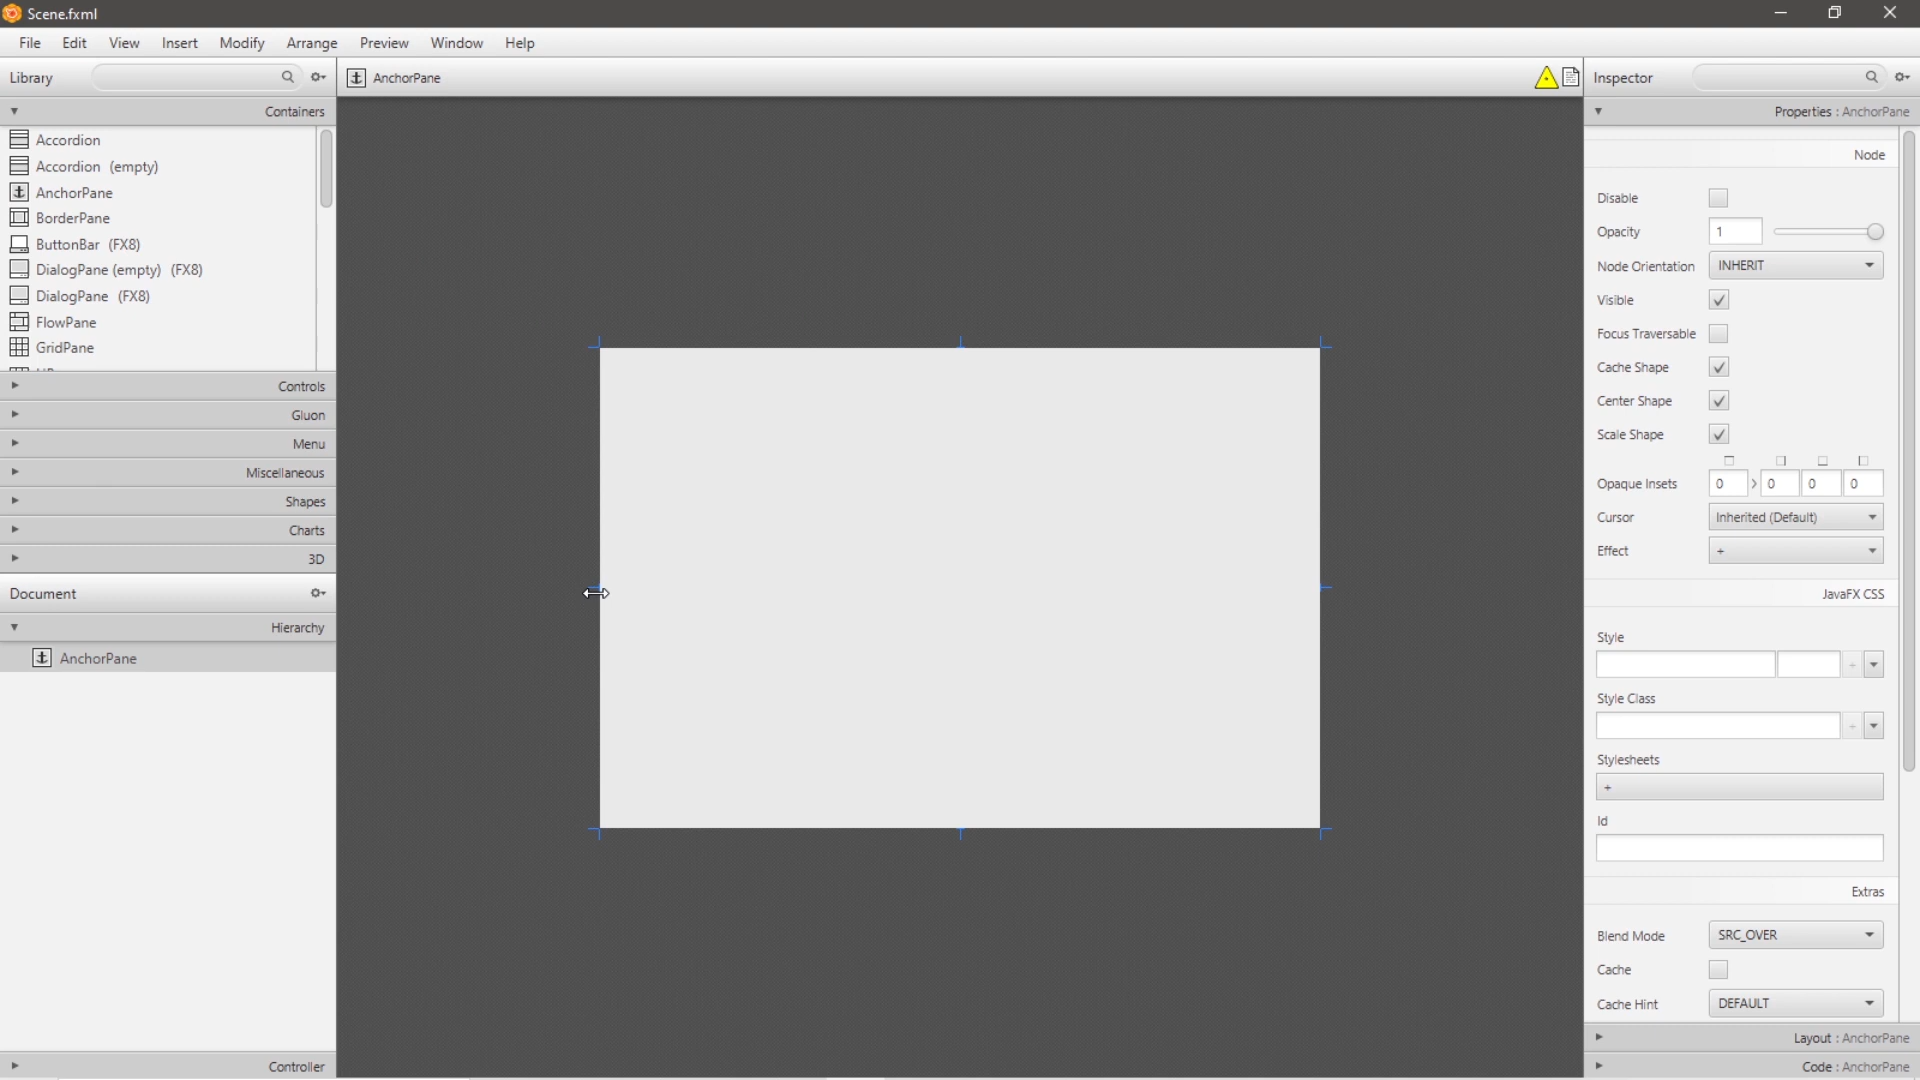 Scene.fxml
File Edit View Insert Modify Arrange Preview Window Help
Library
AnchorPane
Inspector
Containers
Accordion
Accordion (empty)
AnchorPane
BorderPane
ButtonBar (FX8)
DialogPane (empty) (FX8)
DialogPane (FX8)
FlowPane
GridPane
Controls
Gluon
Menu
Miscellaneous
Shapes
Charts
3D
Document
Hierarchy
AnchorPane
Controller
Properties : AnchorPane
Node
Disable
Opacity 1
Node Orientation INHERIT
Visible
Focus Traversable
Cache Shape
Center Shape
Scale Shape
Opaque Insets 0 > 0 0 0
Cursor Inherited (Default)
Effect +
JavaFX CSS
Style
+
Style Class
+
Stylesheets
+
Id
Extras
Blend Mode SRC_OVER
Cache
Cache Hint DEFAULT
Layout : AnchorPane
Code : AnchorPane